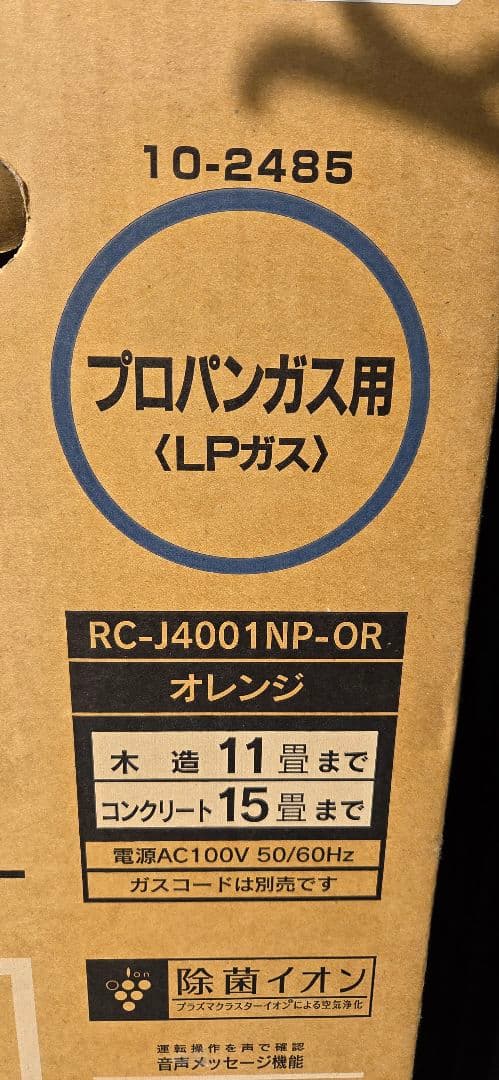 10-2485
プロパンガス用
〈LPガス〉
RC-J4001NP-OR
オレンジ
木 造 11畳まで
コンクリート 15畳まで
電源AC100V 50/60Hz
ガスコードは別売です
Ion
除菌イオン
プラズマクラスターイオンによる空気浄化
運転操作を声で確認
音声メッセージ機能